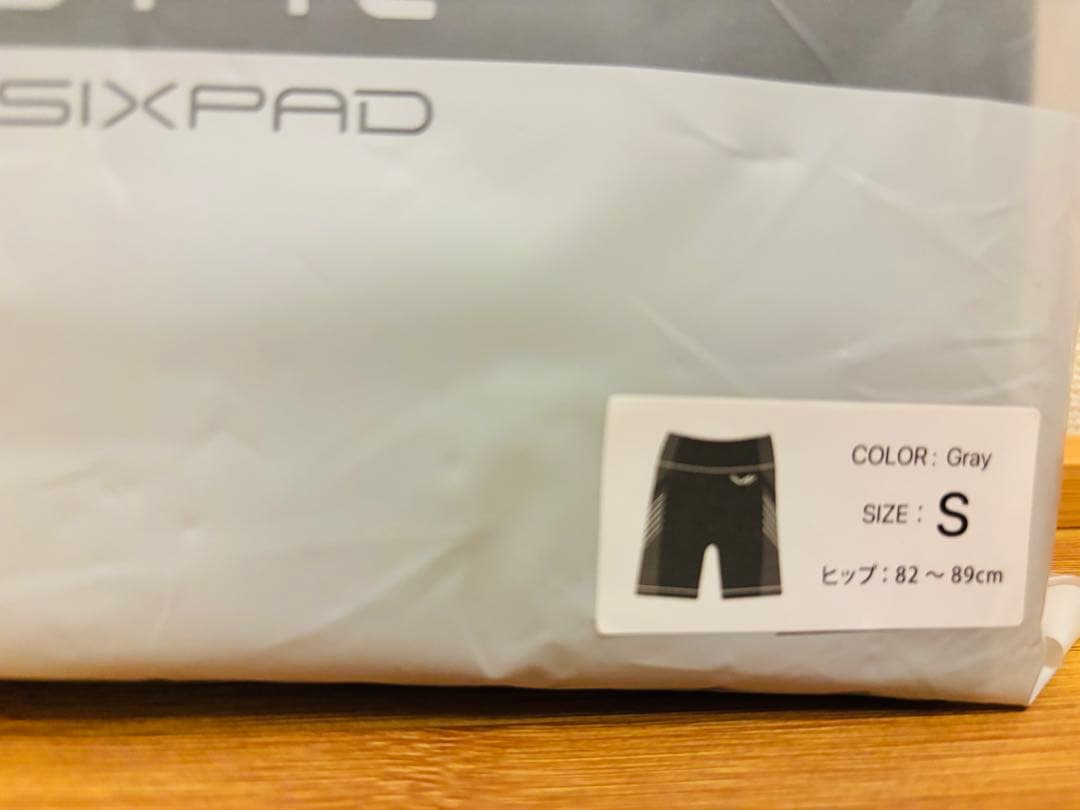 SIXPAD
COLOR: Gray
SIZE: S
ヒップ:82 ~ 89cm